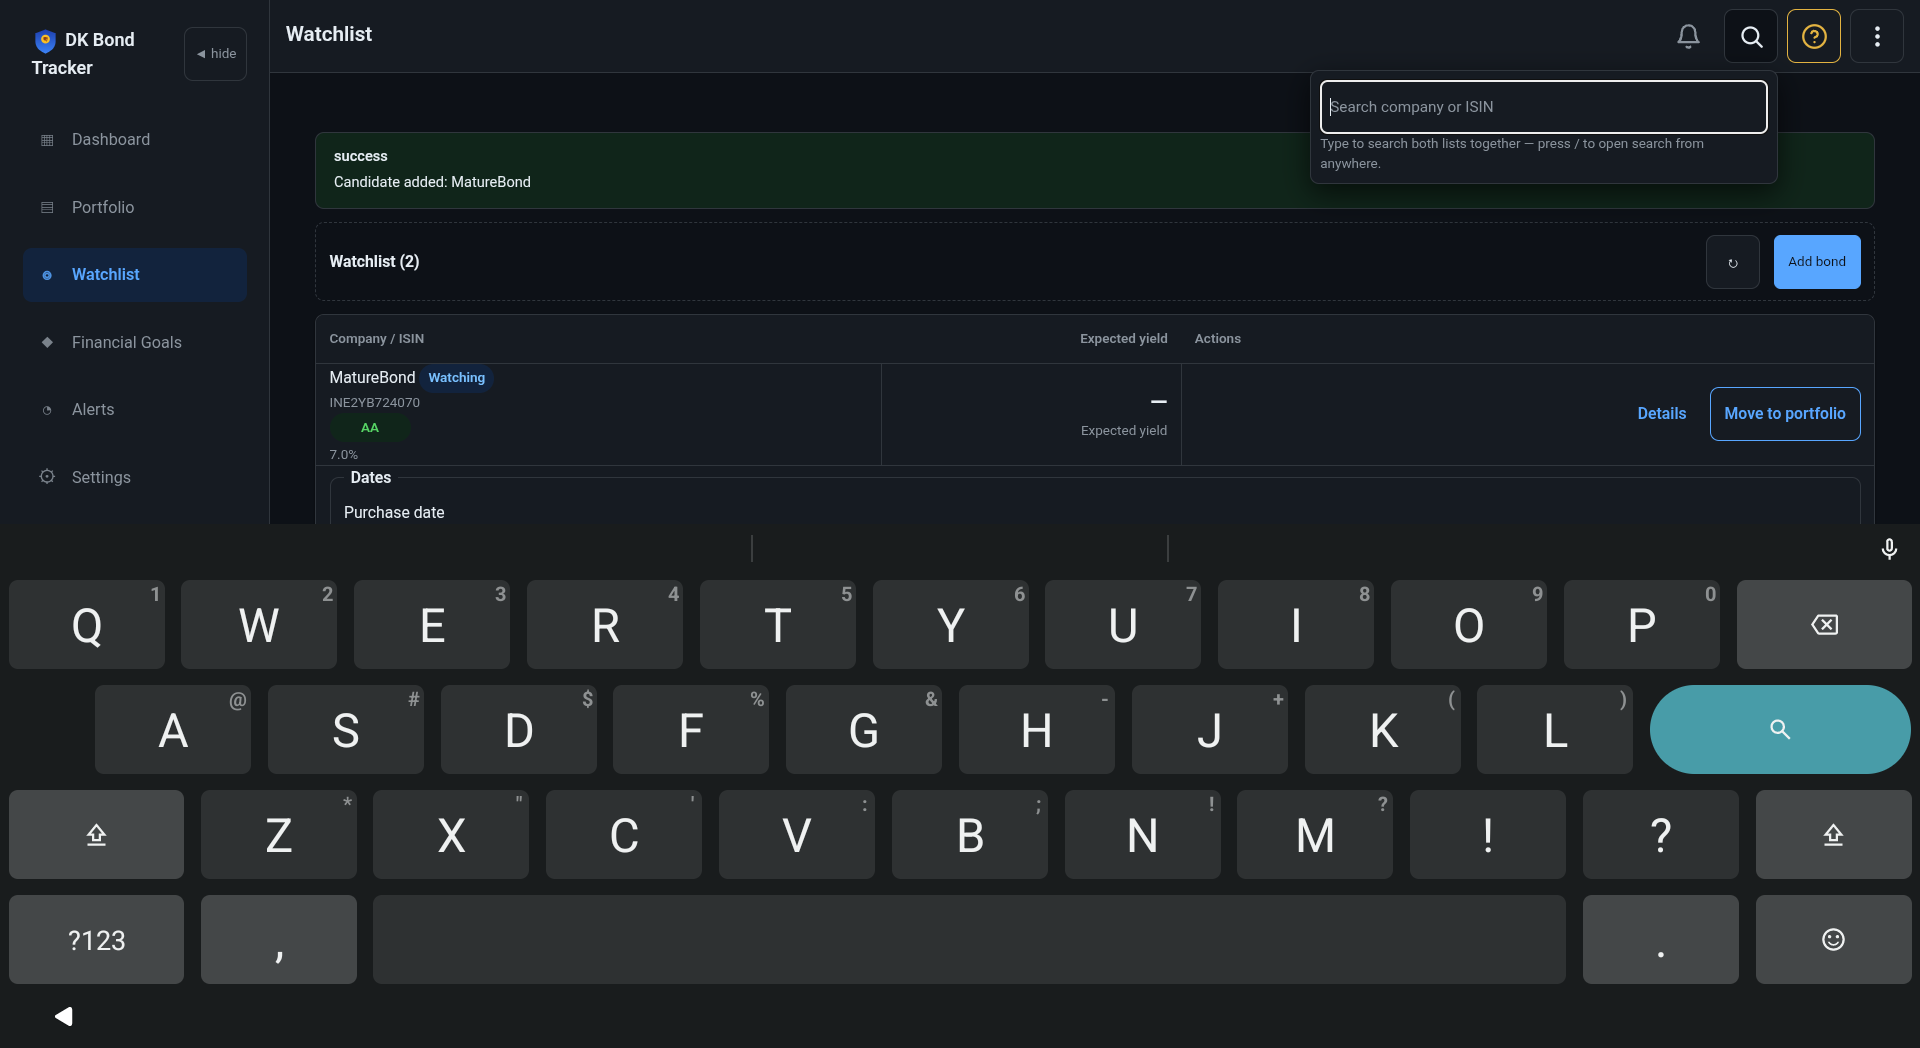 DK Bond
Tracker
◄ hide
Dashboard
Portfolio
Watchlist
Financial Goals
Alerts
Settings
Watchlist
Search company or ISIN
Type to search both lists together — press / to open search from
anywhere.
success
Candidate added: MatureBond
Watchlist (2)
Add bond
Company / ISIN Expected yield Actions
MatureBond Watching
INE2YB724070
AA
7.0%
—
Expected yield
Details Move to portfolio
Dates
Purchase date
Q 1 W 2 E 3 R 4 T 5 Y 6 U 7 I 8 O 9 P 0
A @ S # D $ F % G & H - J + K ( L )
Z * X " C ' V : B ; N ! M ? ! ?
?123 , .